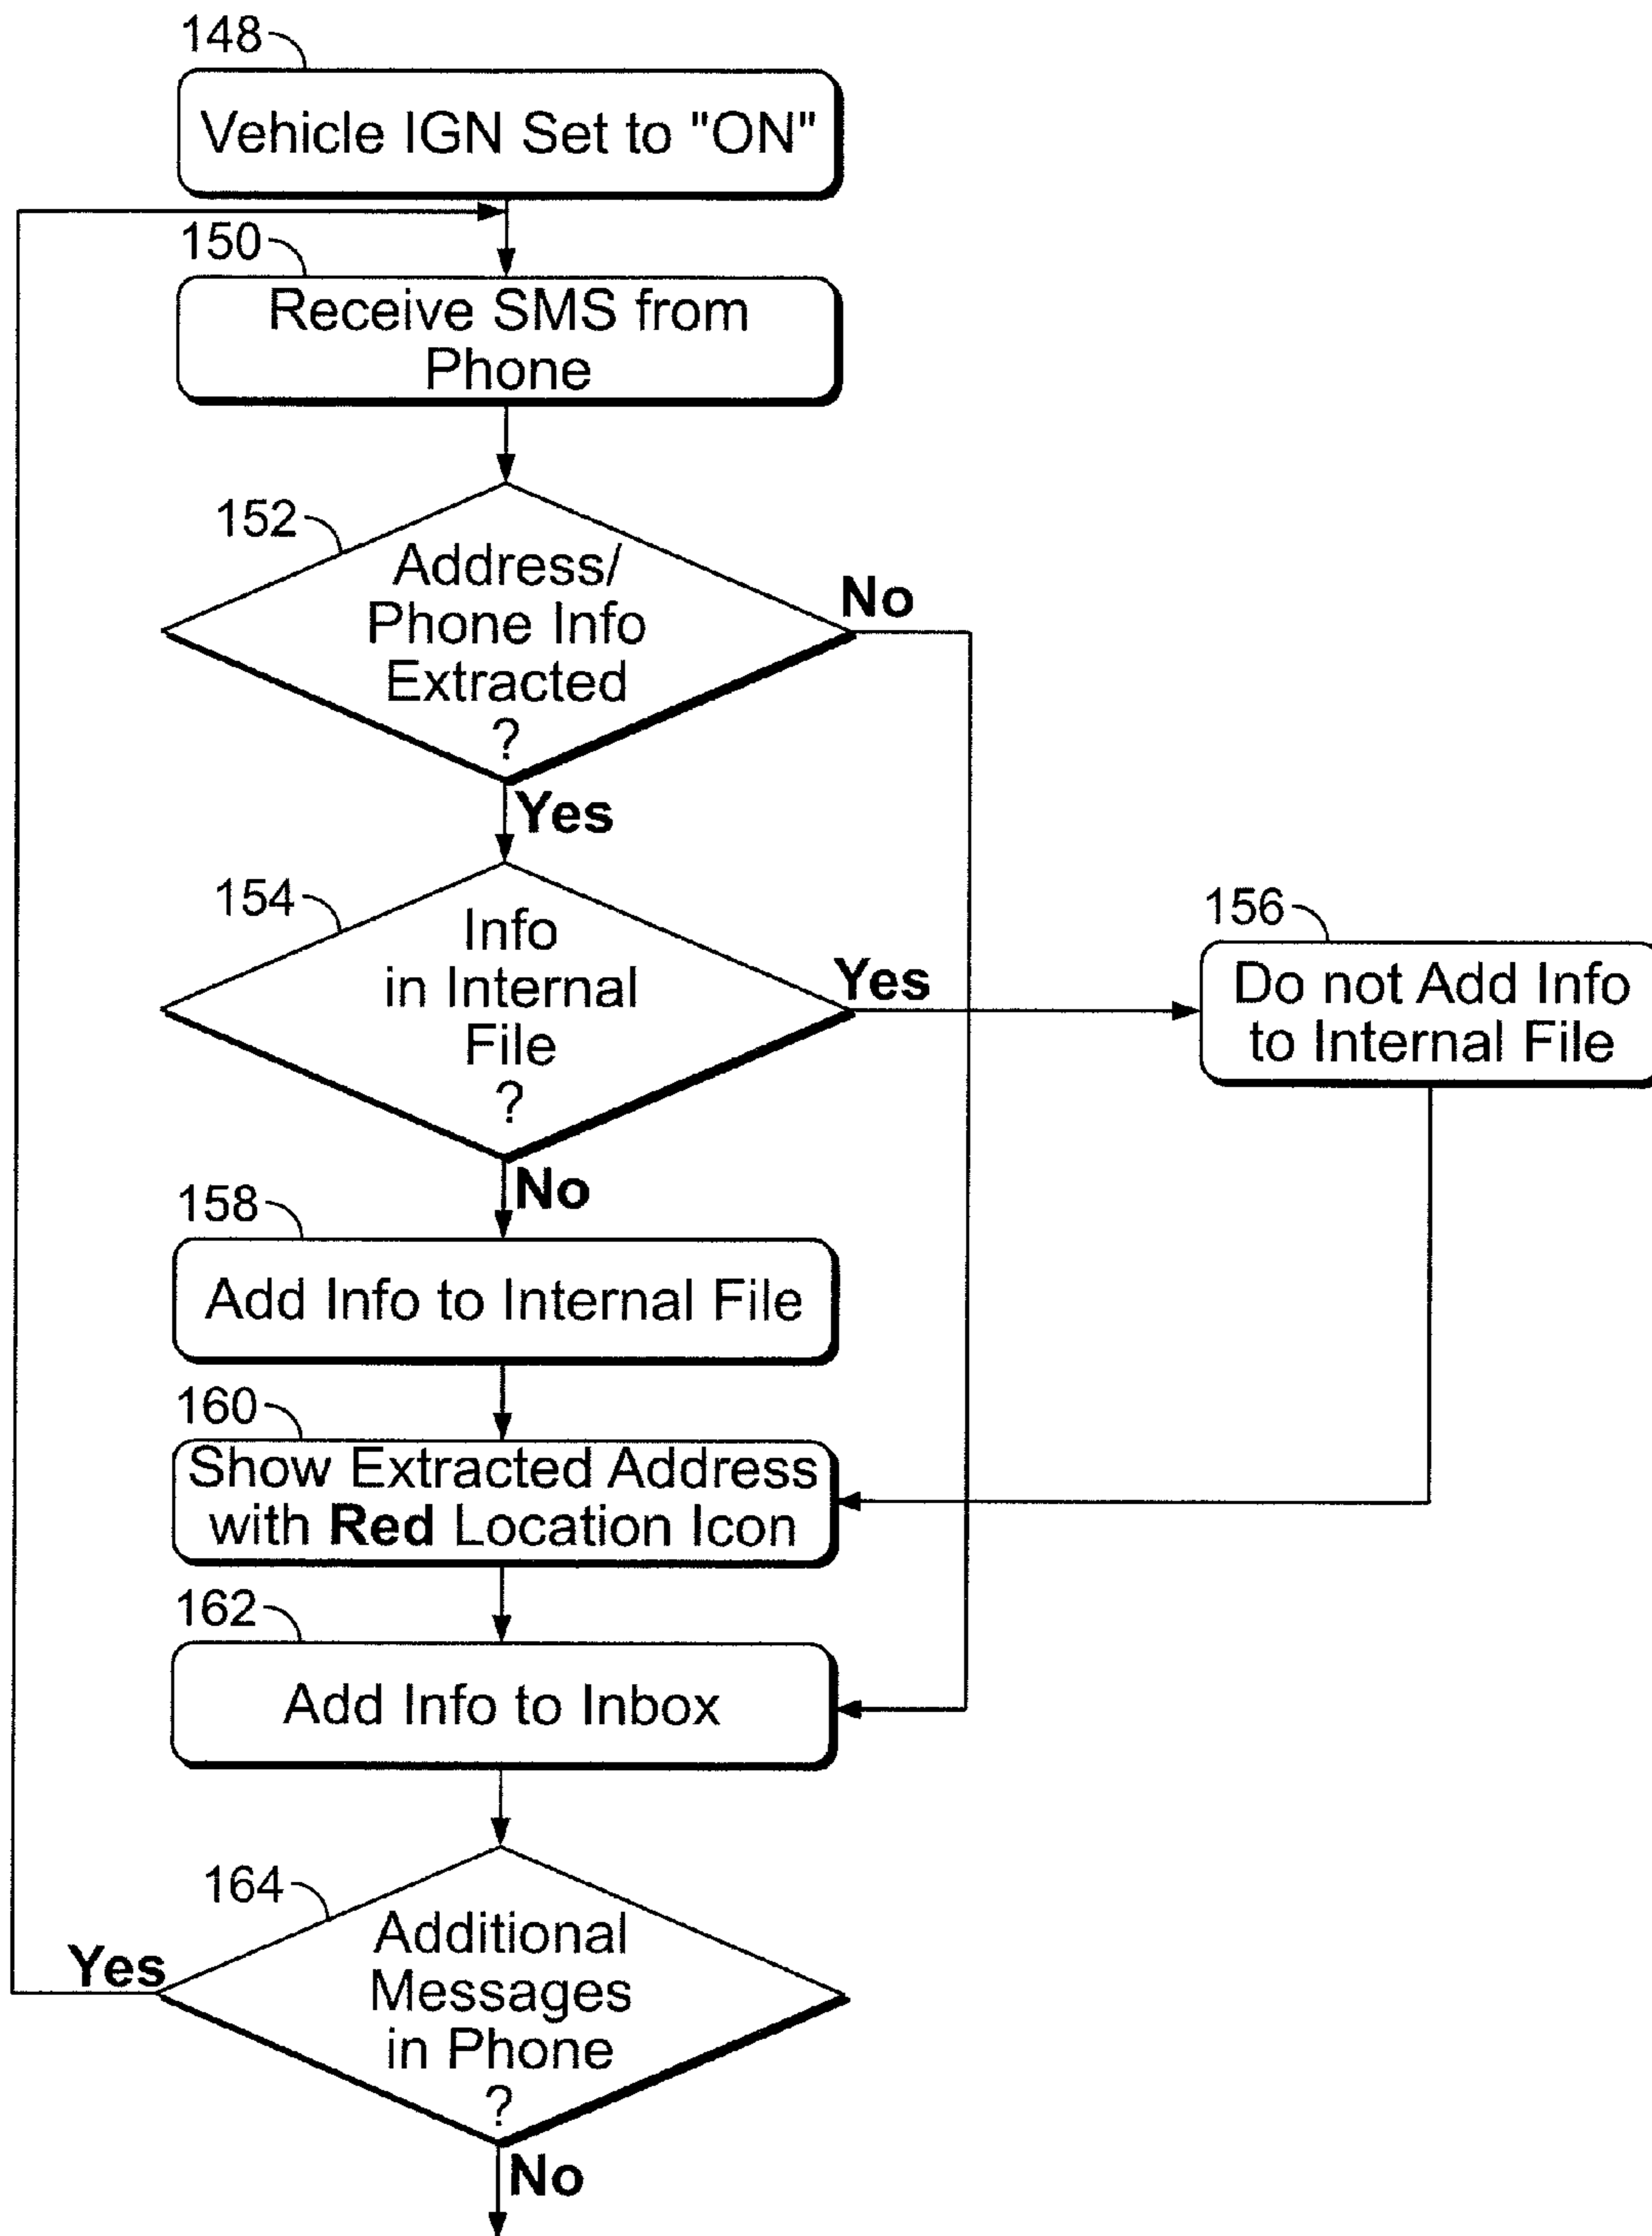 148
Vehicle IGN Set to "ON"
150
Receive SMS from
Phone
152
Address/
Phone Info
Extracted
?
No
Yes
154
Info
in Internal
File
?
Yes
156
Do not Add Info
to Internal File
No
158
Add Info to Internal File
160
Show Extracted Address
with Red Location Icon
162
Add Info to Inbox
164
Additional
Messages
in Phone
?
Yes
No